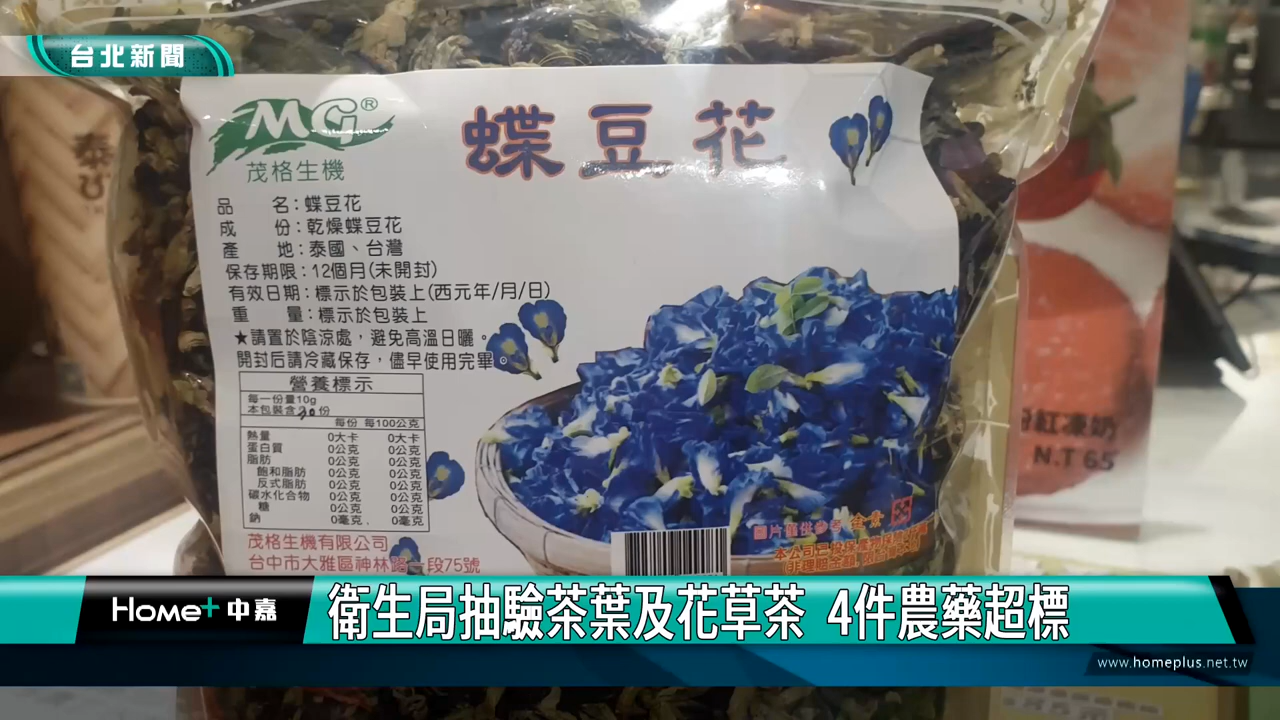 台北新聞
MG®
茂格生機
蝶豆花
品名：蝶豆花
成份：乾燥蝶豆花
產地：泰國、台灣
保存期限：12個月(未開封)
有效日期：標示於包裝上(西元年/月/日)
重量：標示於包裝上
★請置於陰涼處，避免高溫日曬。
開封后請冷藏保存，儘早使用完畢。
營養標示
每一份量10g
本包裝含20份
每份 每100公克
熱量 0大卡 0大卡
蛋白質 0公克 0公克
脂肪 0公克 0公克
飽和脂肪 0公克 0公克
反式脂肪 0公克 0公克
碳水化合物 0公克 0公克
糖 0公克 0公克
鈉 0毫克、 0毫克
茂格生機有限公司
台中市大雅區神林路一段75號
圖片僅供參考 全素
粉紅凍奶
N.T 65
Home+中嘉
衛生局抽驗茶葉及花草茶 4件農藥超標
www.homeplus.net.tw